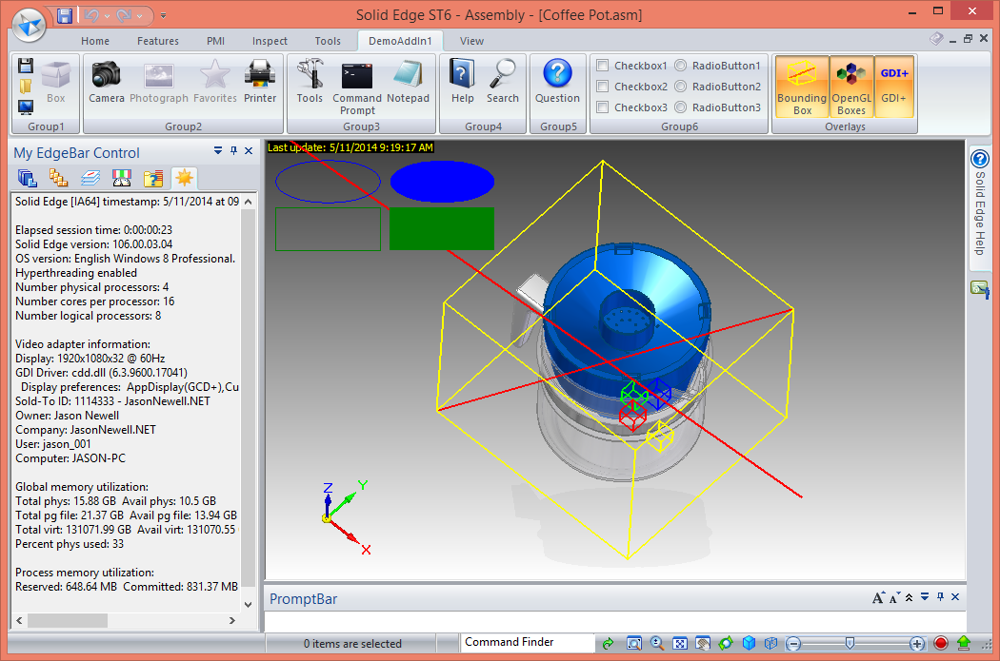 Solid Edge ST6 - Assembly - [Coffee Pot.asm]
Home Features PMI Inspect Tools DemoAddIn1 View
Box
Group1
Camera Photograph Favorites Printer
Group2
Tools Command Prompt Notepad
Group3
Help Search
Group4
Question
Group5
Checkbox1 RadioButton1
Checkbox2 RadioButton2
Checkbox3 RadioButton3
Group6
GDI+
Bounding Box OpenGL Boxes GDI+
Overlays
My EdgeBar Control
Solid Edge [IA64] timestamp: 5/11/2014 at 09
Elapsed session time: 0:00:00:23
Solid Edge version: 106.00.03.04
OS version: English Windows 8 Professional.
Hyperthreading enabled
Number physical processors: 4
Number cores per processor: 16
Number logical processors: 8
Video adapter information:
Display: 1920x1080x32 @ 60Hz
GDI Driver: cdd.dll (6.3.9600.17041)
Display preferences: AppDisplay(GCD+),Cu
Sold-To ID: 1114333 - JasonNewell.NET
Owner: Jason Newell
Company: JasonNewell.NET
User: jason_001
Computer: JASON-PC
Global memory utilization:
Total phys: 15.88 GB Avail phys: 10.5 GB
Total pg file: 21.37 GB Avail pg file: 13.94 GB
Total virt: 131071.99 GB Avail virt: 131070.55
Percent phys used: 33
Process memory utilization:
Reserved: 648.64 MB Committed: 831.37 MB
Last update: 5/11/2014 9:19:17 AM
Z
Y
X
Solid Edge Help
PromptBar
A A
0 items are selected
Command Finder